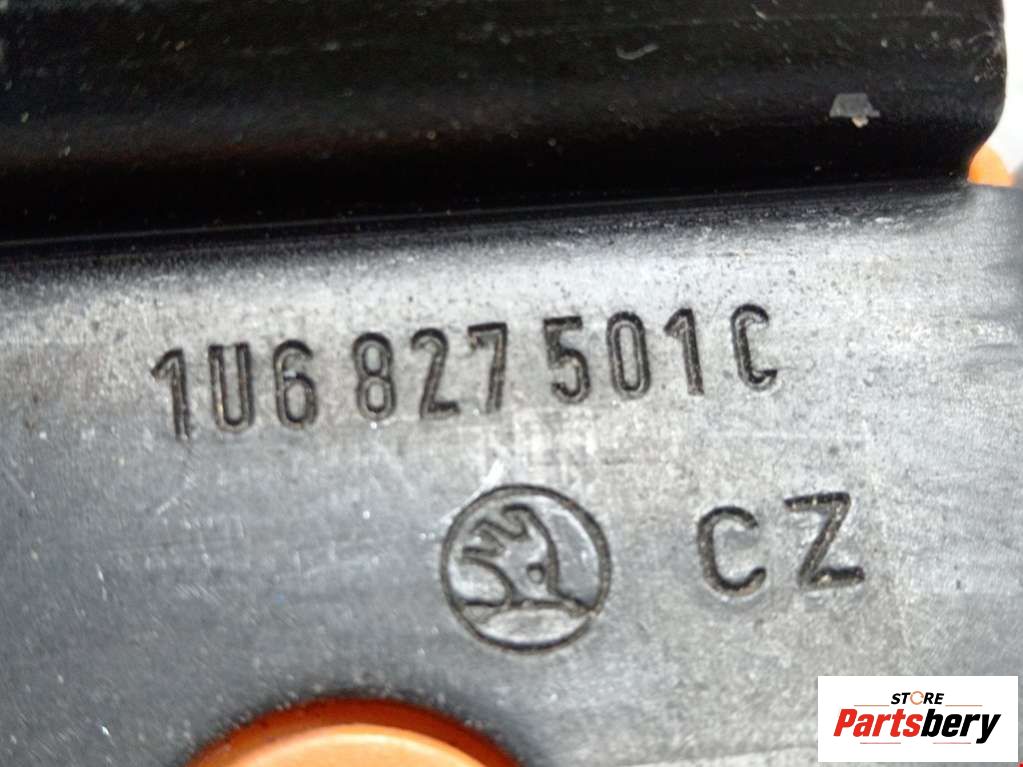 1U6 827 501 C
CZ
STORE
Partsbery